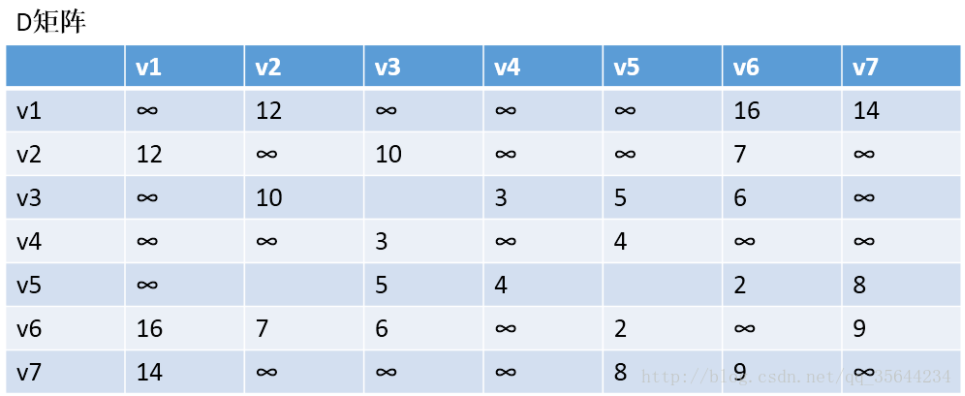 D矩阵
v1 v2 v3 v4 v5 v6 v7
v1 ∞ 12 ∞ ∞ ∞ 16 14
v2 12 ∞ 10 ∞ ∞ 7 ∞
v3 ∞ 10 3 5 6 ∞
v4 ∞ ∞ 3 ∞ 4 ∞ ∞
v5 ∞ 5 4 2 8
v6 16 7 6 ∞ 2 ∞ 9
v7 14 ∞ ∞ ∞ 8 9 ∞
http://blog.csdn.net/qq_35644234